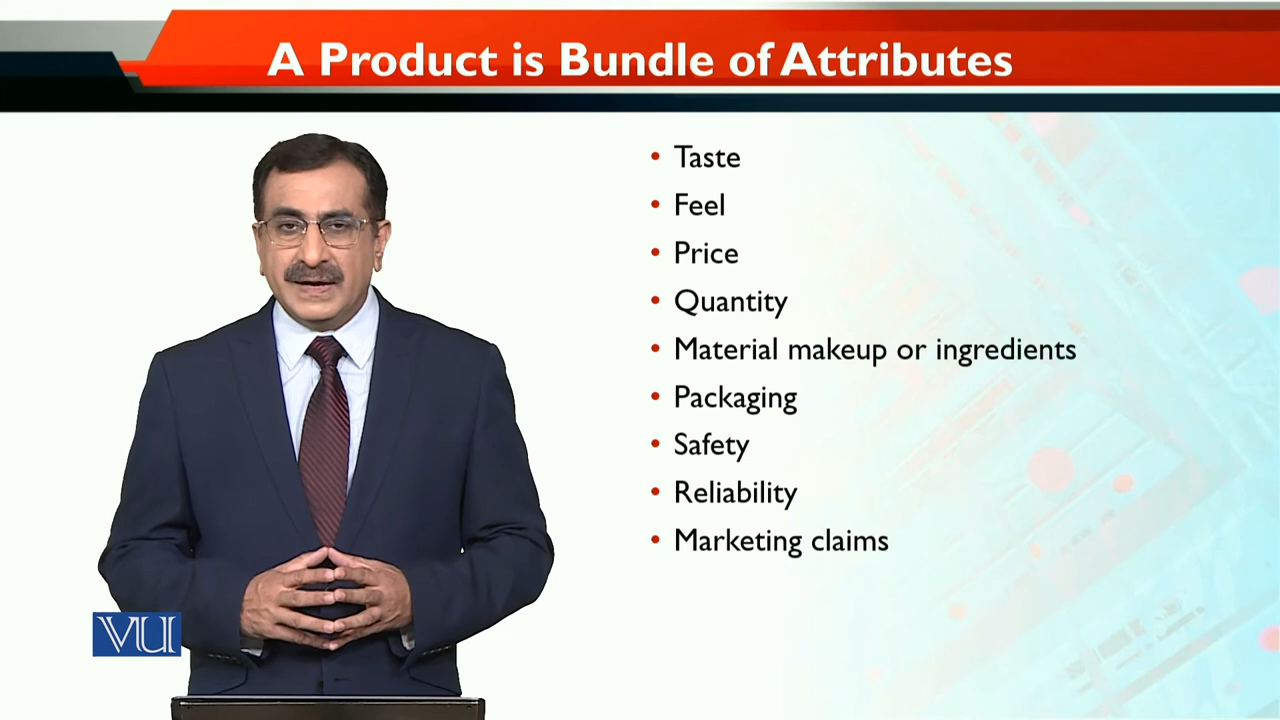 A Product is Bundle of Attributes
• Taste
• Feel
• Price
• Quantity
• Material makeup or ingredients
• Packaging
• Safety
• Reliability
• Marketing claims
VU